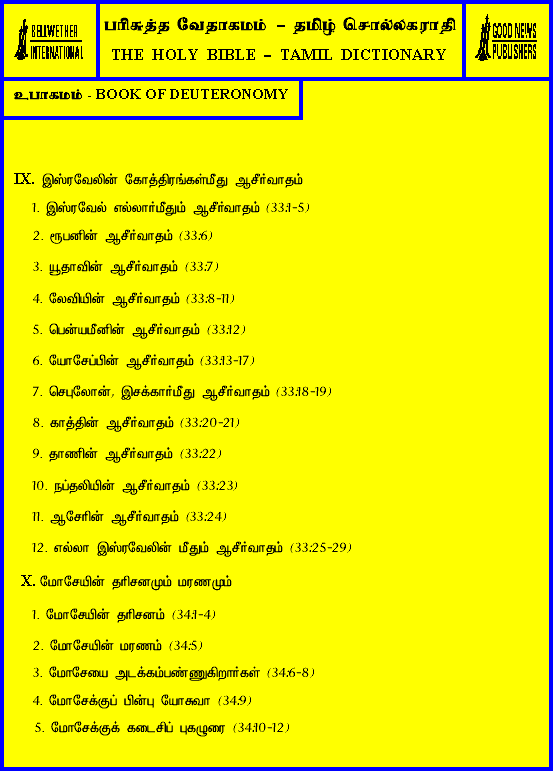 BELLWETHER
INTERNATIONAL
பரிசுத்த வேதாகமம் – தமிழ் சொல்லகராதி
THE HOLY BIBLE – TAMIL DICTIONARY
GOOD NEWS
PUBLISHERS
உபாகமம் - BOOK OF DEUTERONOMY
IX. இஸ்ரவேலின் கோத்திரங்கள்மீது ஆசீர்வாதம்
1. இஸ்ரவேல் எல்லார்மீதும் ஆசீர்வாதம் (33:1-5)
2. ரூபனின் ஆசீர்வாதம் (33:6)
3. யூதாவின் ஆசீர்வாதம் (33:7)
4. லேவியின் ஆசீர்வாதம் (33:8-11)
5. பென்யமீனின் ஆசீர்வாதம் (33:12)
6. யோசேப்பின் ஆசீர்வாதம் (33:13-17)
7. செபுலோன், இசக்கார்மீது ஆசீர்வாதம் (33:18-19)
8. காத்தின் ஆசீர்வாதம் (33:20-21)
9. தாணின் ஆசீர்வாதம் (33:22)
10. நப்தலியின் ஆசீர்வாதம் (33:23)
11. ஆசேரின் ஆசீர்வாதம் (33:24)
12. எல்லா இஸ்ரவேலின் மீதும் ஆசீர்வாதம் (33:25-29)
X. மோசேயின் தரிசனமும் மரணமும்
1. மோசேயின் தரிசனம் (34:1-4)
2. மோசேயின் மரணம் (34:5)
3. மோசேயை அடக்கம்பண்ணுகிறார்கள் (34:6-8)
4. மோசேக்குப் பின்பு யோசுவா (34:9)
5. மோசேக்குக் கடைசிப் புகழுரை (34:10-12)